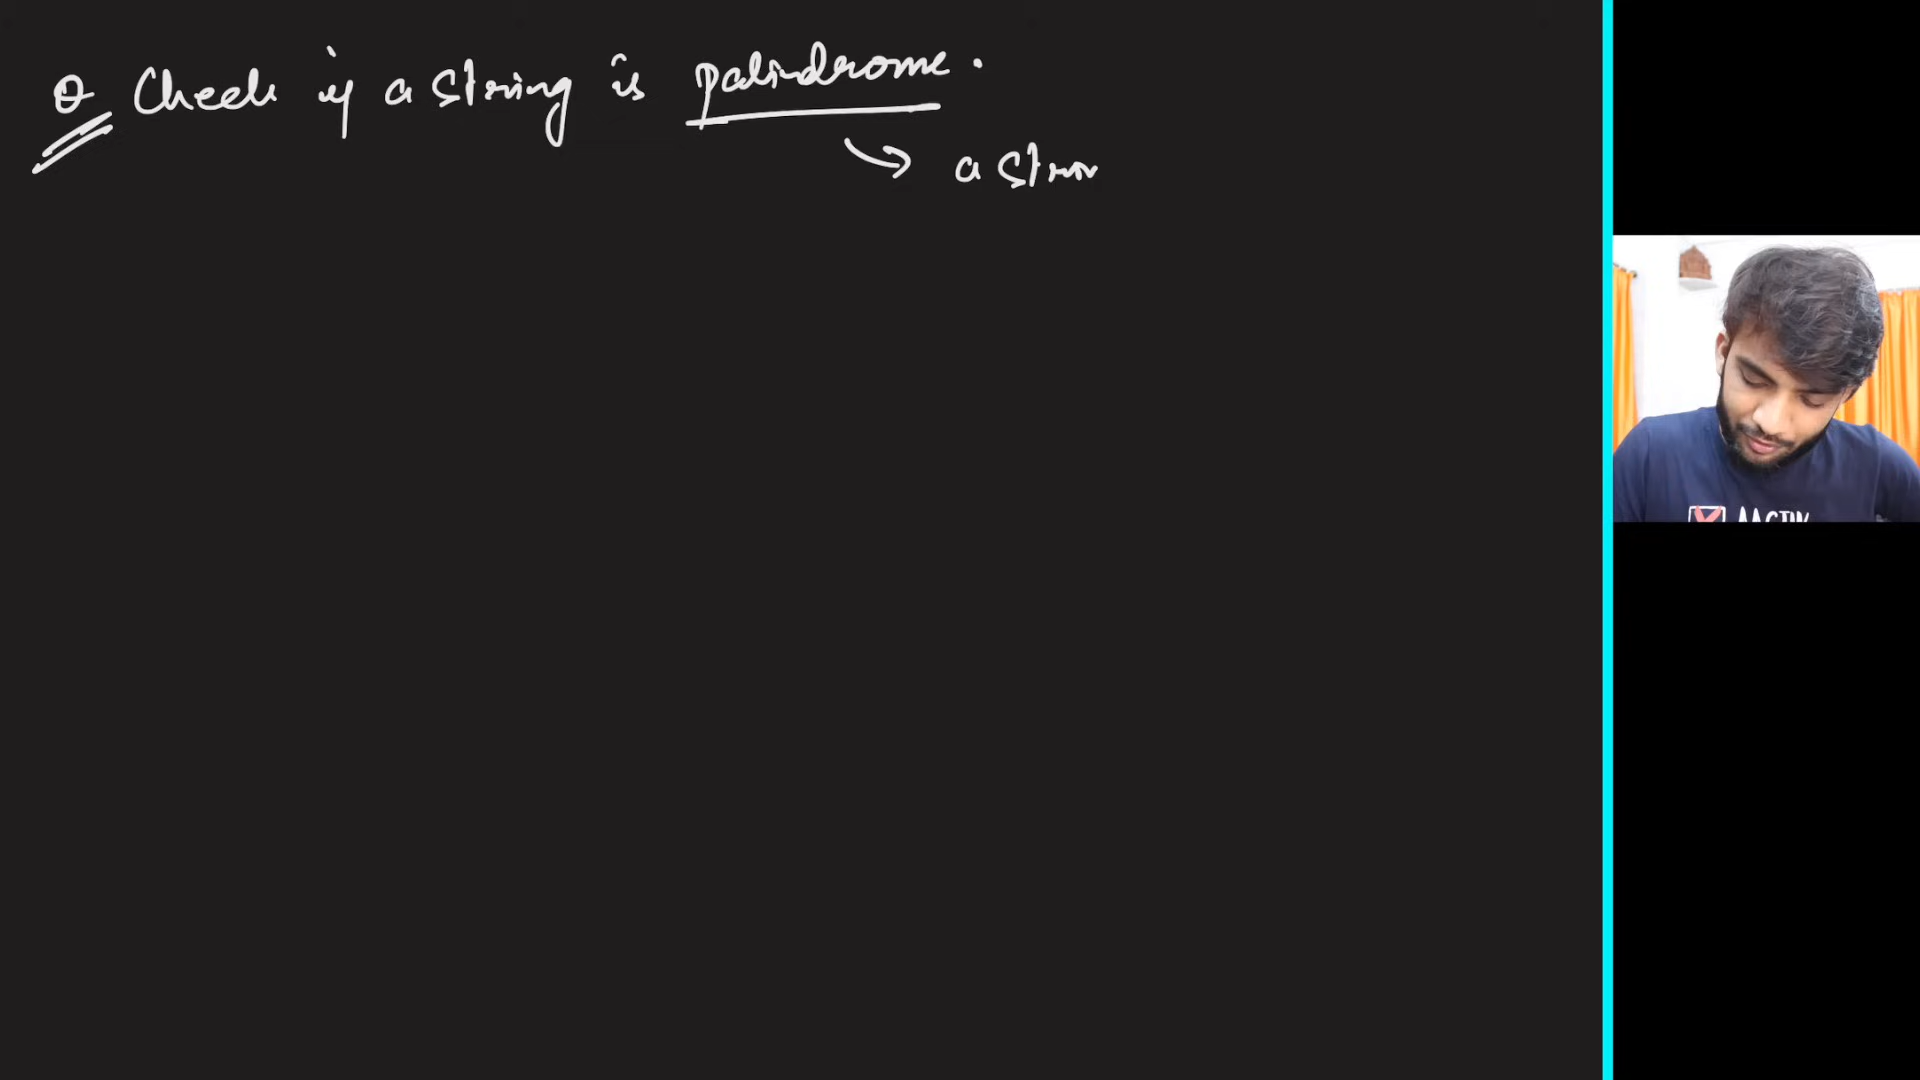 Q Check if a string is palindrome.
→ a strin